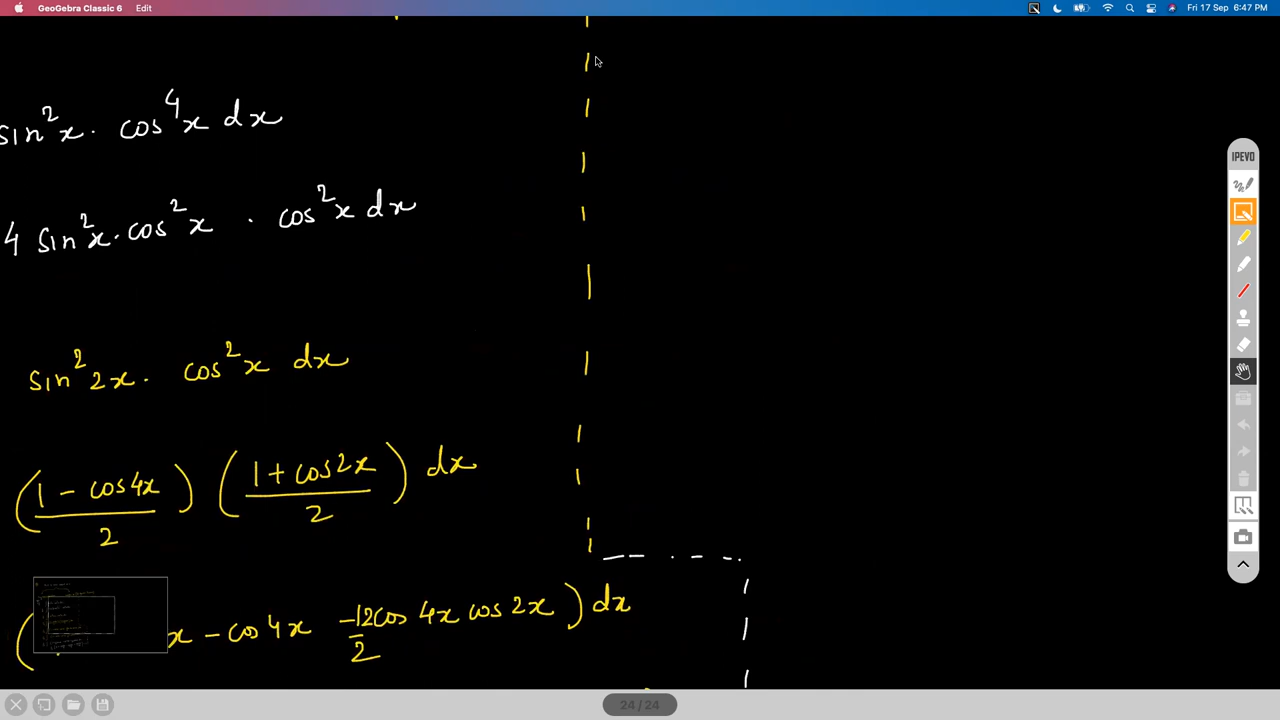 GeoGebra Classic 6 Edit Fri 17 Sep 6:47 PM
sin²x · cos⁴x dx
4 sin²x · cos²x · cos²x dx
sin²2x · cos²x dx
(1 - cos4x / 2) (1 + cos2x / 2) dx
( x - cos 4x - 1/2 2cos 4x cos 2x ) dx
IPEVO
24 / 24